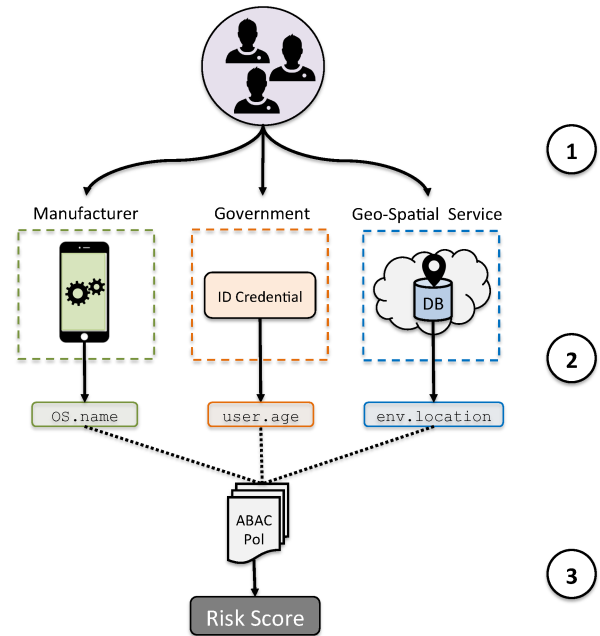 1
Manufacturer
Government
Geo-Spatial Service
ID Credential
DB
2
OS.name
user.age
env.location
ABAC
Pol
3
Risk Score